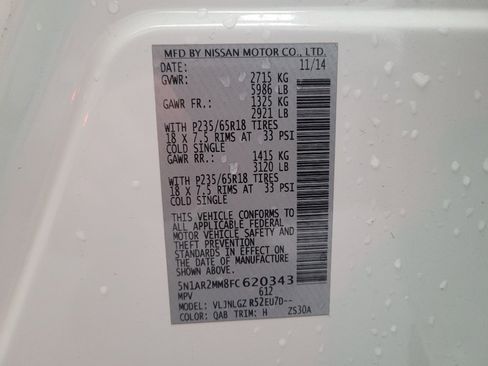 MFD BY NISSAN MOTOR CO., LTD.
DATE: 11/14
GVWR: 2715 KG
5986 LB
GAWR FR.: 1325 KG
2921 LB
WITH P235/65R18 TIRES
18 X 7.5 RIMS AT 33 PSI
COLD SINGLE
GAWR RR.: 1415 KG
3120 LB
WITH P235/65R18 TIRES
18 X 7.5 RIMS AT 33 PSI
COLD SINGLE
THIS VEHICLE CONFORMS TO
ALL APPLICABLE FEDERAL
MOTOR VEHICLE SAFETY AND
THEFT PREVENTION
STANDARDS IN EFFECT ON
THE DATE OF MANUFACTURE
SHOWN ABOVE.
5N1AR2MM8FC620343
MPV 612
MODEL: VLJNLGZ R52EU7D--
COLOR: QAB TRIM: H ZS30A